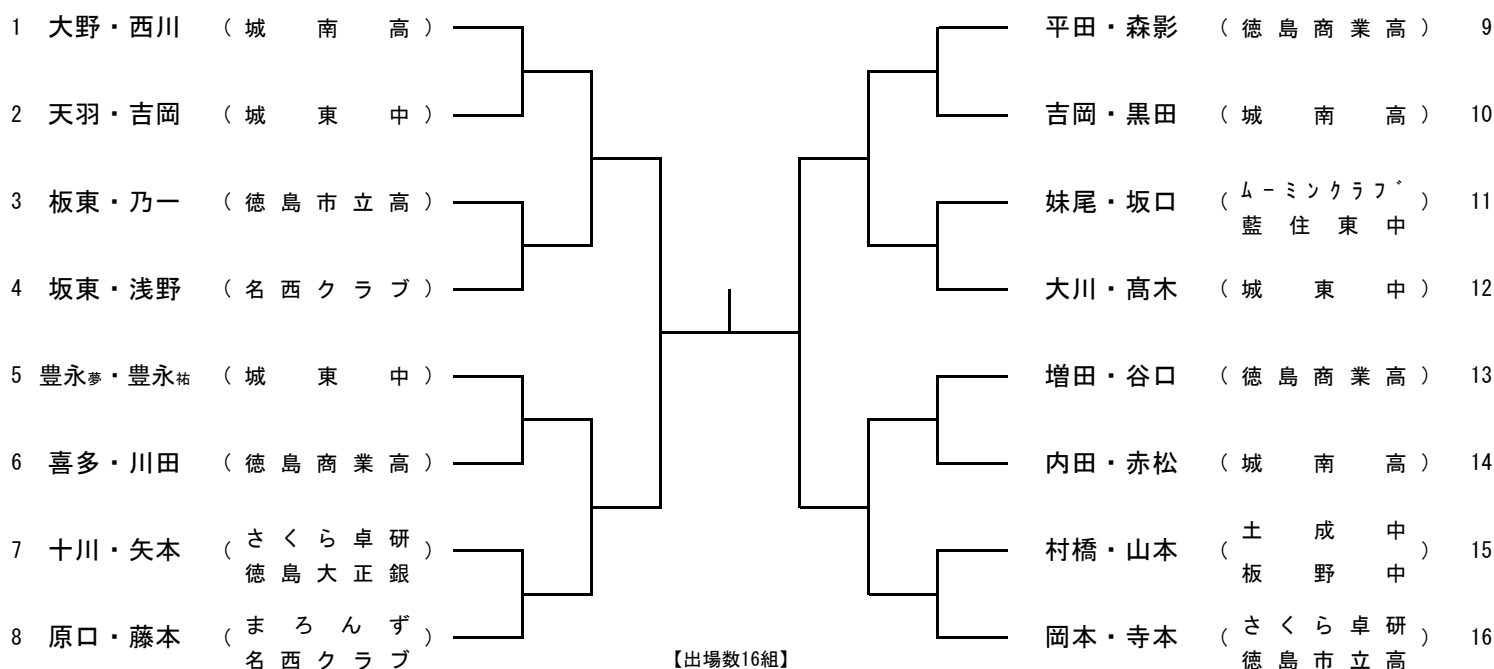 1 大野・西川 (城南高)
2 天羽・吉岡 (城東中)
3 板東・乃一 (徳島市立高)
4 坂東・浅野 (名西クラブ)
5 豊永夢・豊永祐 (城東中)
6 喜多・川田 (徳島商業高)
7 十川・矢本 (さくら卓研
徳島大正銀)
8 原口・藤本 (まろんず
名西クラブ)
平田・森影 (徳島商業高) 9
吉岡・黒田 (城南高) 10
妹尾・坂口 (ムーミンクラブ
藍住東中) 11
大川・髙木 (城東中) 12
増田・谷口 (徳島商業高) 13
内田・赤松 (城南高) 14
村橋・山本 (土成中
板野中) 15
岡本・寺本 (さくら卓研
徳島市立高) 16
【出場数16組】